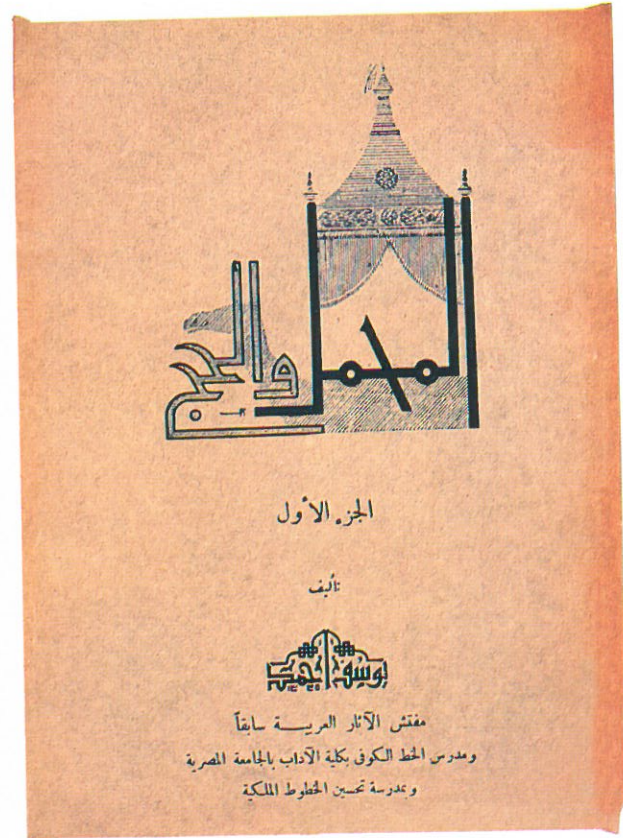 المحمل والحج
الجزء الأول
تأليف
يوسف أحمد
مفتش الآثار العربية سابقاً
ومدرس الخط الكوفى بكلية الآداب بالجامعة المصرية
وبمدرسة تحسين الخطوط الملكية